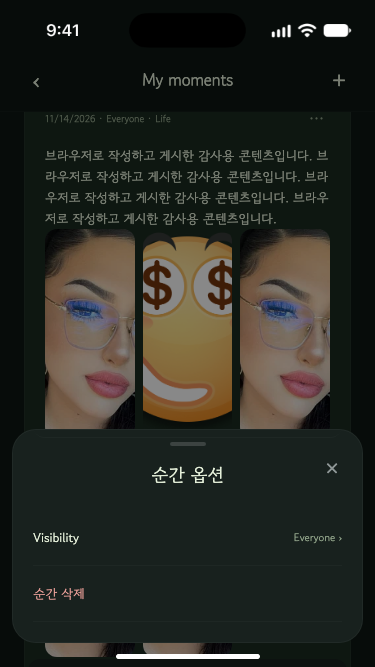 9:41
My moments
11/14/2026 · Everyone · Life
브라우저로 작성하고 게시한 감사용 콘텐츠입니다. 브
라우저로 작성하고 게시한 감사용 콘텐츠입니다. 브라
우저로 작성하고 게시한 감사용 콘텐츠입니다. 브라우
저로 작성하고 게시한 감사용 콘텐츠입니다.
순간 옵션
Visibility
Everyone ›
순간 삭제